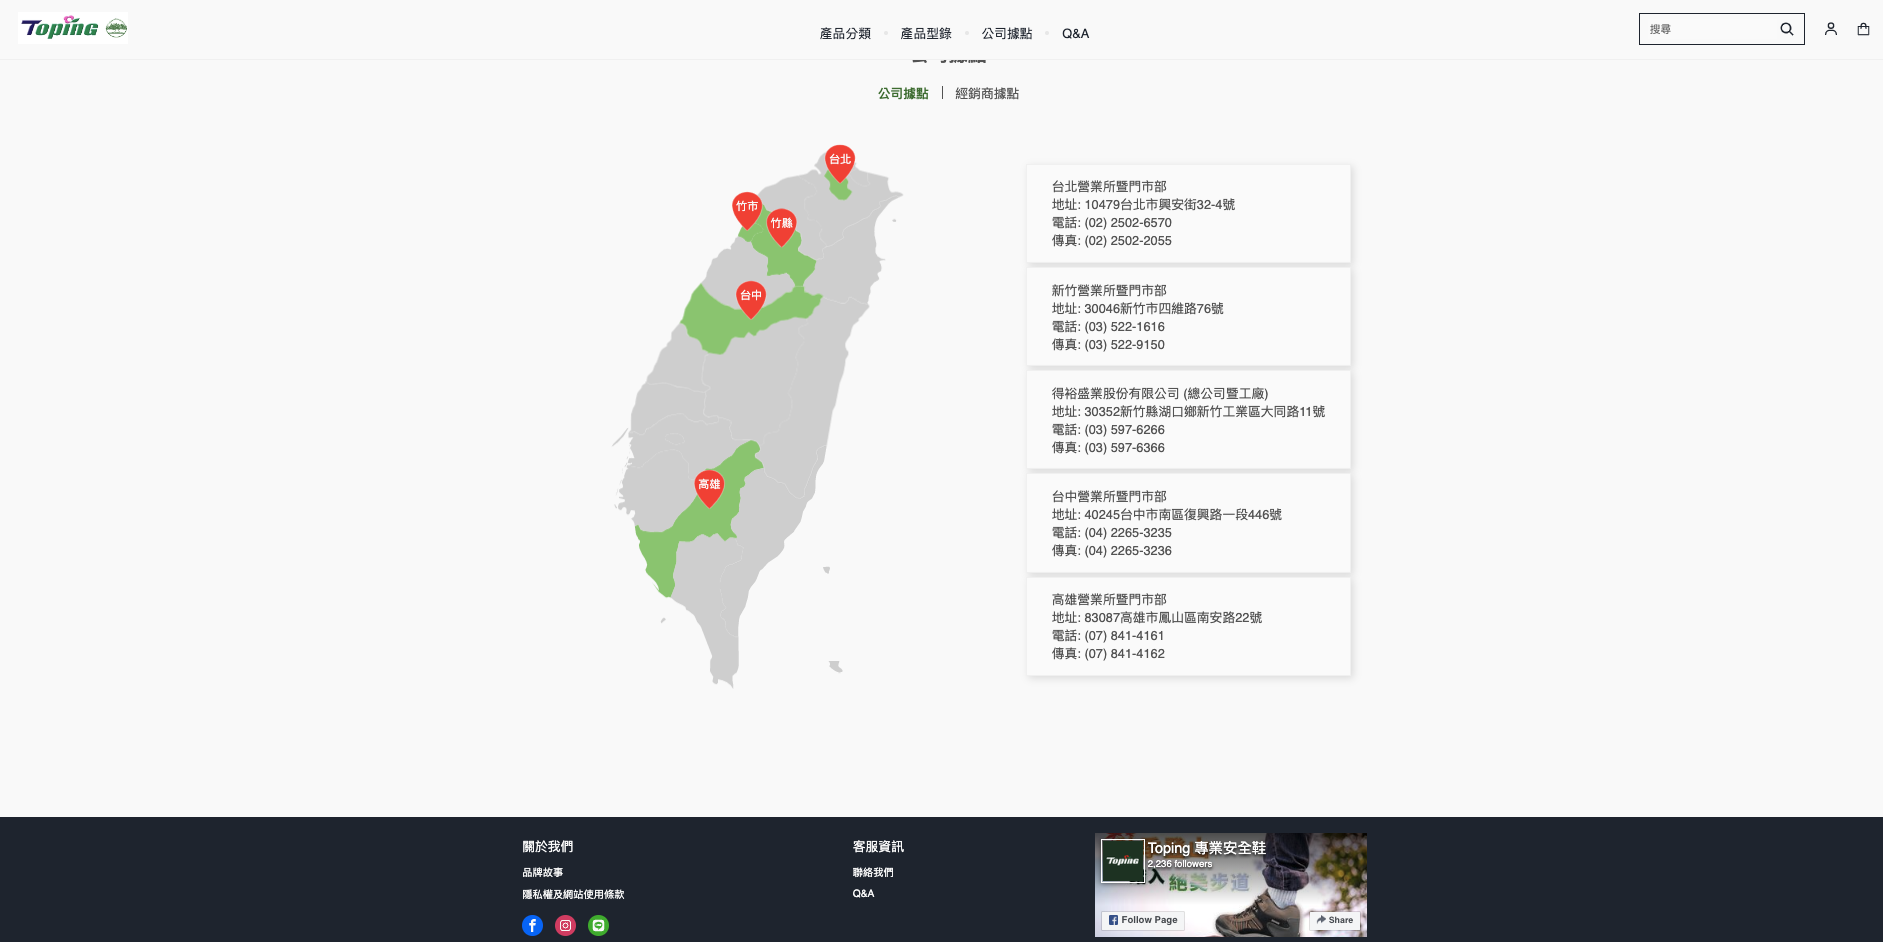 Toping
產品分類
產品型錄
公司據點
Q&A
搜尋
公司據點
經銷商據點
台北
竹市
竹縣
台中
高雄
台北營業所暨門市部
地址: 10479台北市興安街32-4號
電話: (02) 2502-6570
傳真: (02) 2502-2055
新竹營業所暨門市部
地址: 30046新竹市四維路76號
電話: (03) 522-1616
傳真: (03) 522-9150
得裕盛業股份有限公司 (總公司暨工廠)
地址: 30352新竹縣湖口鄉新竹工業區大同路11號
電話: (03) 597-6266
傳真: (03) 597-6366
台中營業所暨門市部
地址: 40245台中市南區復興路一段446號
電話: (04) 2265-3235
傳真: (04) 2265-3236
高雄營業所暨門市部
地址: 83087高雄市鳳山區南安路22號
電話: (07) 841-4161
傳真: (07) 841-4162
關於我們
品牌故事
隱私權及網站使用條款
客服資訊
聯絡我們
Q&A
Toping
Toping 專業安全鞋
2,236 followers
入
絕美步道
Follow Page
Share